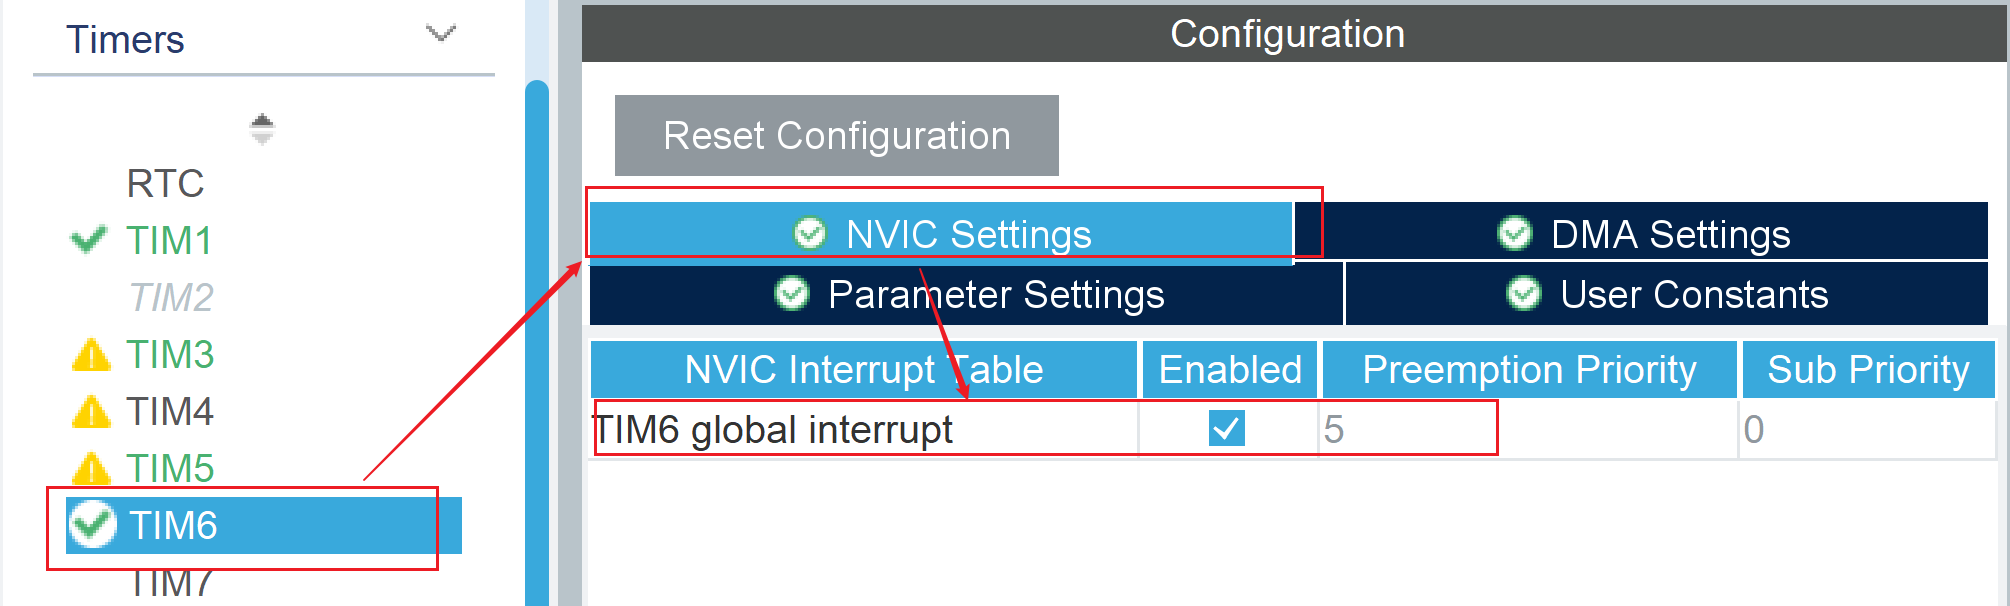 Timers
RTC
TIM1
TIM2
TIM3
TIM4
TIM5
TIM6
TIM7
Configuration
Reset Configuration
NVIC Settings
DMA Settings
Parameter Settings
User Constants
NVIC Interrupt Table Enabled Preemption Priority Sub Priority
TIM6 global interrupt 5 0